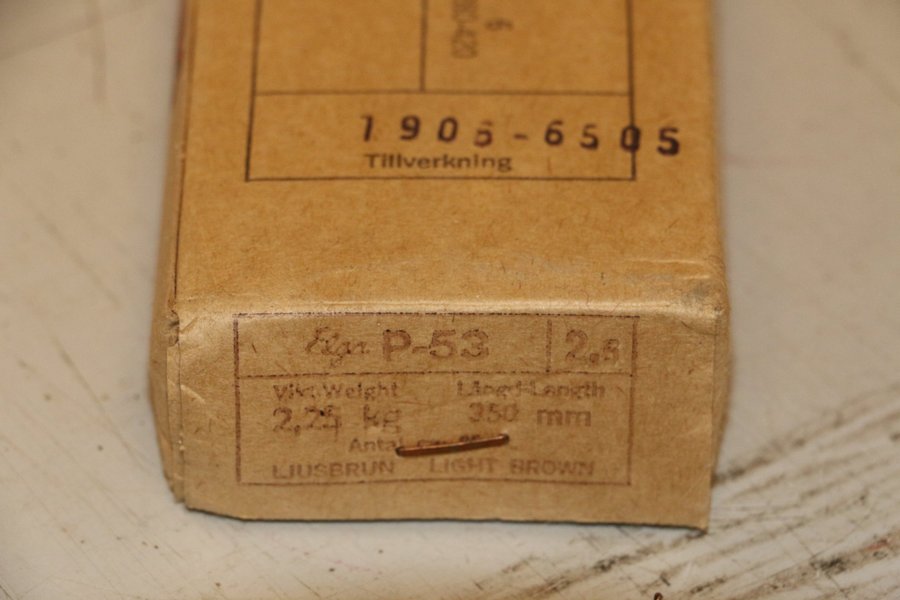 1905-6505
Tillverkning
Elga P-53 2,5
Vikt-Weight Längd-Length
2,25 kg 350 mm
Antal
LJUSBRUN LIGHT BROWN